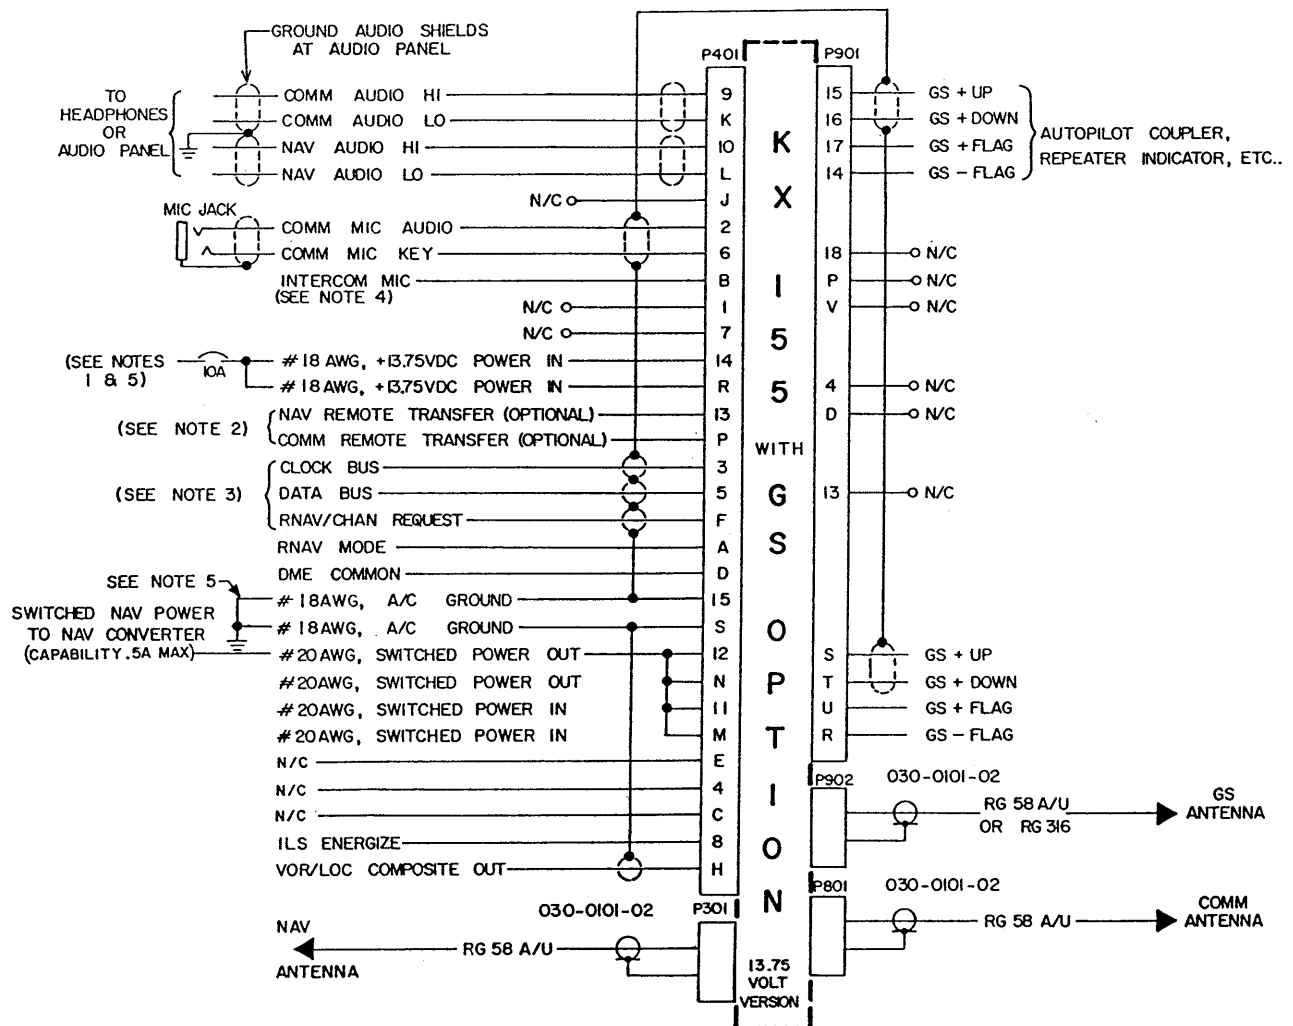 GROUND AUDIO SHIELDS
AT AUDIO PANEL
P401
P901
TO
HEADPHONES
OR
AUDIO PANEL
COMM AUDIO HI
9
COMM AUDIO LO
K
NAV AUDIO HI
10
NAV AUDIO LO
L
N/C
J
MIC JACK
COMM MIC AUDIO
2
COMM MIC KEY
6
INTERCOM MIC
(SEE NOTE 4)
B
N/C
1
N/C
7
(SEE NOTES
1 & 5)
10A
#18 AWG, +13.75VDC POWER IN
14
#18 AWG, +13.75VDC POWER IN
R
(SEE NOTE 2)
NAV REMOTE TRANSFER (OPTIONAL)
13
COMM REMOTE TRANSFER (OPTIONAL)
P
(SEE NOTE 3)
CLOCK BUS
3
DATA BUS
5
RNAV/CHAN REQUEST
F
RNAV MODE
A
DME COMMON
D
SEE NOTE 5
#18AWG, A/C GROUND
15
#18AWG, A/C GROUND
S
SWITCHED NAV POWER
TO NAV CONVERTER
(CAPABILITY .5A MAX)
#20AWG, SWITCHED POWER OUT
12
#20AWG, SWITCHED POWER OUT
N
#20AWG, SWITCHED POWER IN
11
#20AWG, SWITCHED POWER IN
M
N/C
E
N/C
4
N/C
C
ILS ENERGIZE
8
VOR/LOC COMPOSITE OUT
H
KX 155
WITH
GS OPTION
13.75
VOLT
VERSION
15
GS + UP
16
GS + DOWN
17
GS + FLAG
14
GS - FLAG
AUTOPILOT COUPLER,
REPEATER INDICATOR, ETC..
18
N/C
P
N/C
V
N/C
4
N/C
D
N/C
13
N/C
S
GS + UP
T
GS + DOWN
U
GS + FLAG
R
GS - FLAG
P902
030-0101-02
RG 58 A/U
OR RG 316
GS
ANTENNA
P801
030-0101-02
RG 58 A/U
COMM
ANTENNA
030-0101-02
P301
NAV
ANTENNA
RG 58 A/U